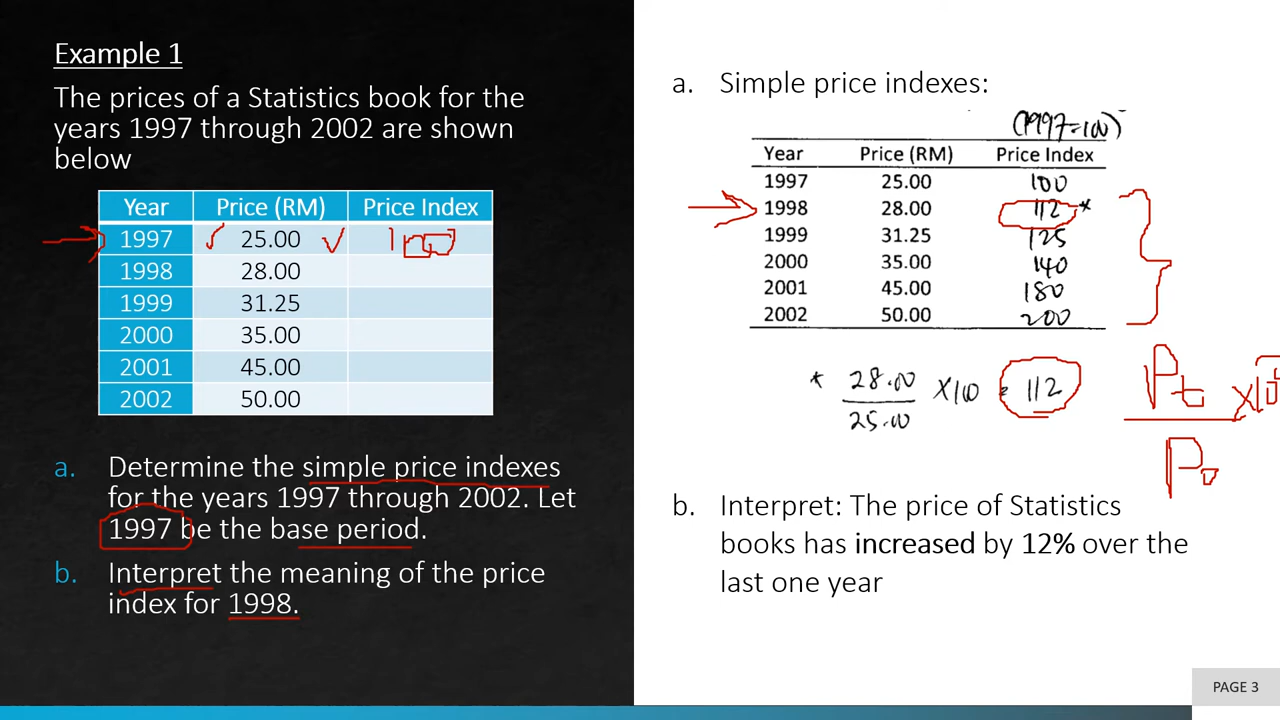 Example 1
The prices of a Statistics book for the
years 1997 through 2002 are shown
below
Year Price (RM) Price Index
1997 25.00 100
1998 28.00
1999 31.25
2000 35.00
2001 45.00
2002 50.00
a. Determine the simple price indexes
for the years 1997 through 2002. Let
1997 be the base period.
b. Interpret the meaning of the price
index for 1998.
a. Simple price indexes:
(1997=100)
Year Price (RM) Price Index
1997 25.00 100
1998 28.00 112 *
1999 31.25 125
2000 35.00 140
2001 45.00 180
2002 50.00 200
* 28.00
25.00
×100 = 112
Pt
Po
×100
b. Interpret: The price of Statistics
books has increased by 12% over the
last one year
PAGE 3